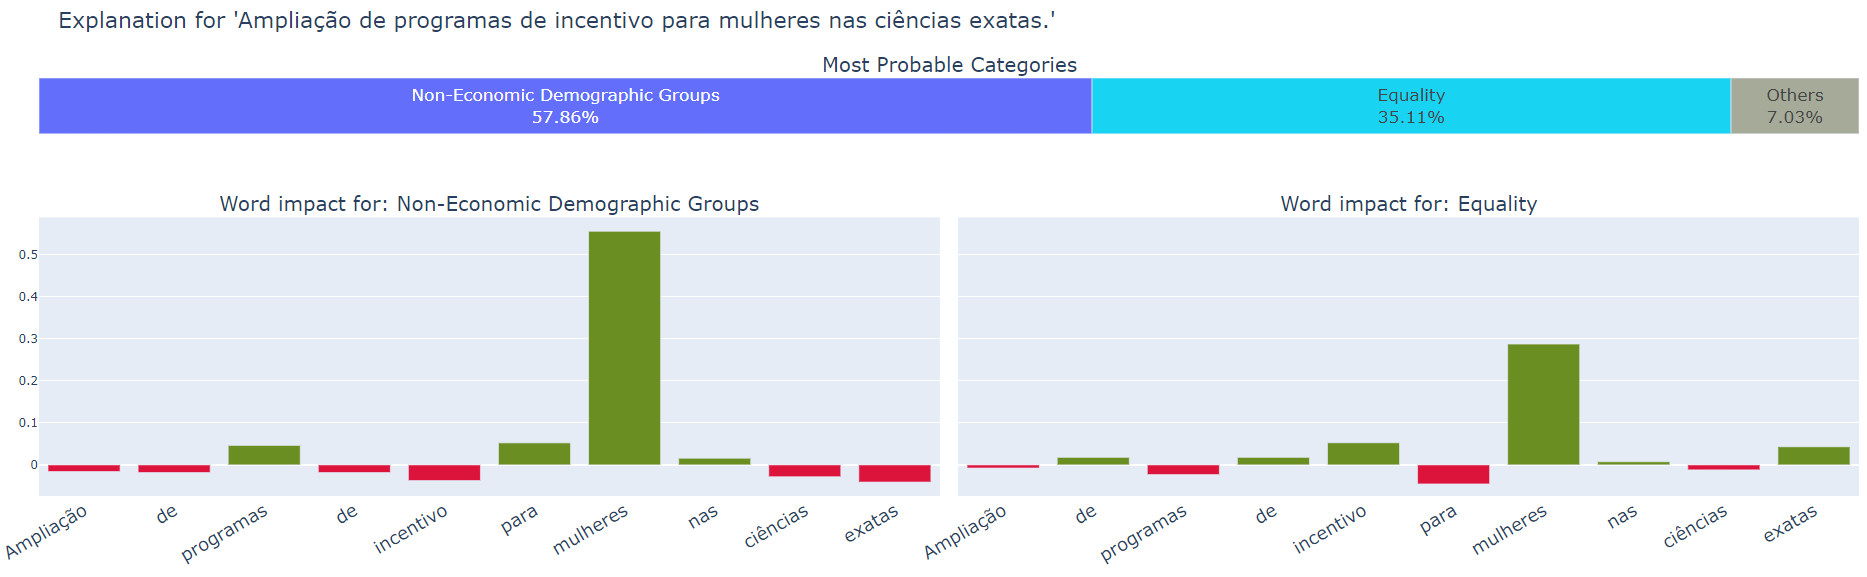 Explanation for 'Ampliação de programas de incentivo para mulheres nas ciências exatas.'
Most Probable Categories
Non-Economic Demographic Groups
57.86%
Equality
35.11%
Others
7.03%
Word impact for: Non-Economic Demographic Groups
0.5
0.4
0.3
0.2
0.1
0
Ampliação
de
programas
de
incentivo
para
mulheres
nas
ciências
exatas
Word impact for: Equality
Ampliação
de
programas
de
incentivo
para
mulheres
nas
ciências
exatas